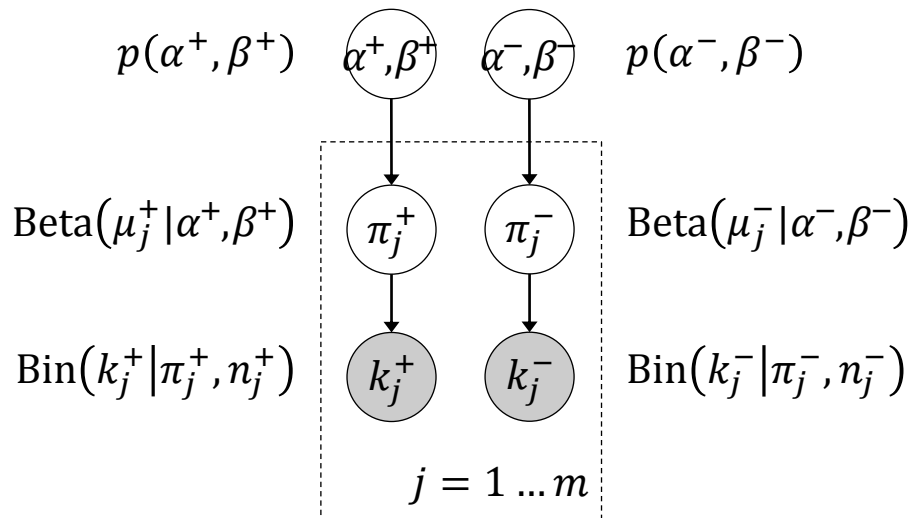 p(α⁺,β⁺) α⁺,β⁺ α⁻,β⁻ p(α⁻,β⁻)
Beta(μⱼ⁺|α⁺,β⁺) πⱼ⁺ πⱼ⁻ Beta(μⱼ⁻|α⁻,β⁻)
Bin(kⱼ⁺|πⱼ⁺,nⱼ⁺) kⱼ⁺ kⱼ⁻ Bin(kⱼ⁻|πⱼ⁻,nⱼ⁻)
j = 1 … m